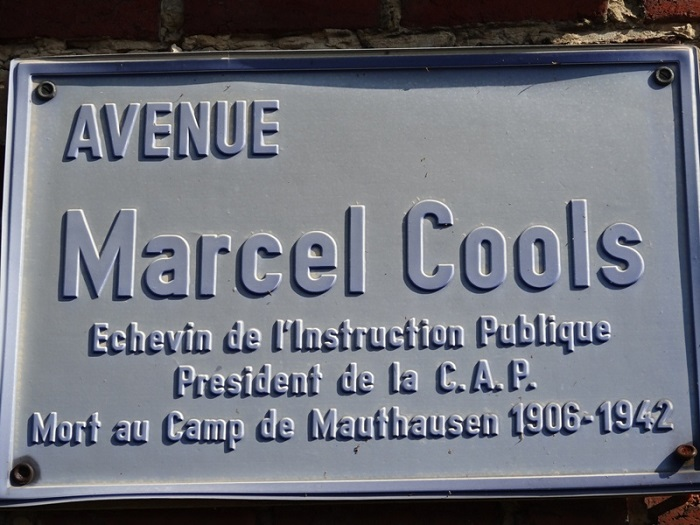 AVENUE
Marcel Cools
Echevin de l'Instruction Publique
President de la C.A.P.
Mort au Camp de Mauthausen 1906-1942